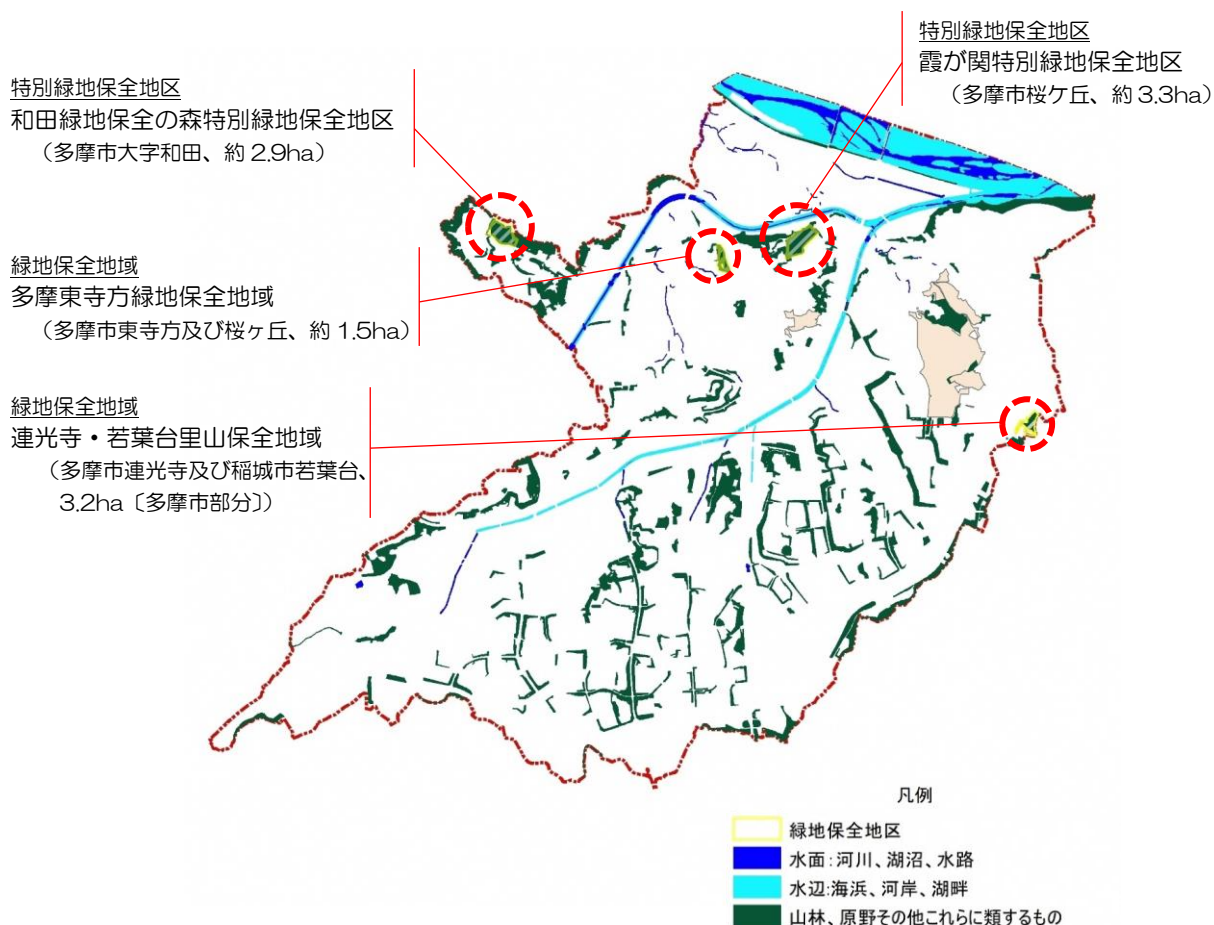 特別緑地保全地区
霞が関特別緑地保全地区
（多摩市桜ケ丘、約 3.3ha）
特別緑地保全地区
和田緑地保全の森特別緑地保全地区
（多摩市大字和田、約 2.9ha）
緑地保全地域
多摩東寺方緑地保全地域
（多摩市東寺方及び桜ヶ丘、約 1.5ha）
緑地保全地域
連光寺・若葉台里山保全地域
（多摩市連光寺及び稲城市若葉台、
3.2ha〔多摩市部分〕）
凡例
緑地保全地区
水面:河川、湖沼、水路
水辺:海浜、河岸、湖畔
山林、原野その他これらに類するもの